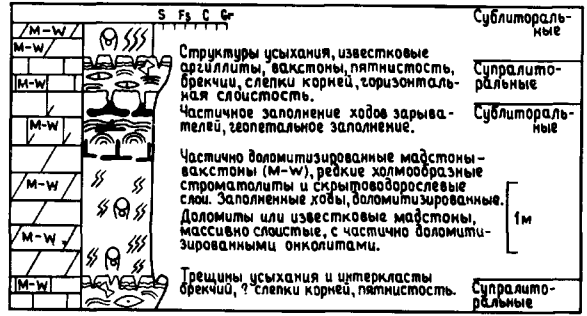 S Fs C Gr
Сублитораль-
ные
M-W
M-W
Структуры усыхания, известковые
аргиллиты, вакстоны, пятнистость,
брекчии, слепки корней, горизонталь-
ная слоистость.
Супралито-
ральные
M-W
Частичное заполнение ходов зарыва-
телей, геопетальное заполнение.
Сублитораль-
ные
M-W
Частично доломитизированные мадстоны-
вакстоны (M-W), редкие холмообразные
строматолиты и скрытоводорослевые
слои. Заполненные ходы, доломитизированные.
M-W
Доломиты или известковые мадстоны,
массивно слоистые, с частично доломити-
зированными онколитами.
1м
M-W
Трещины усыхания и интеркласты
брекчий, ? слепки корней, пятнистость.
Супралито-
ральные
M-W